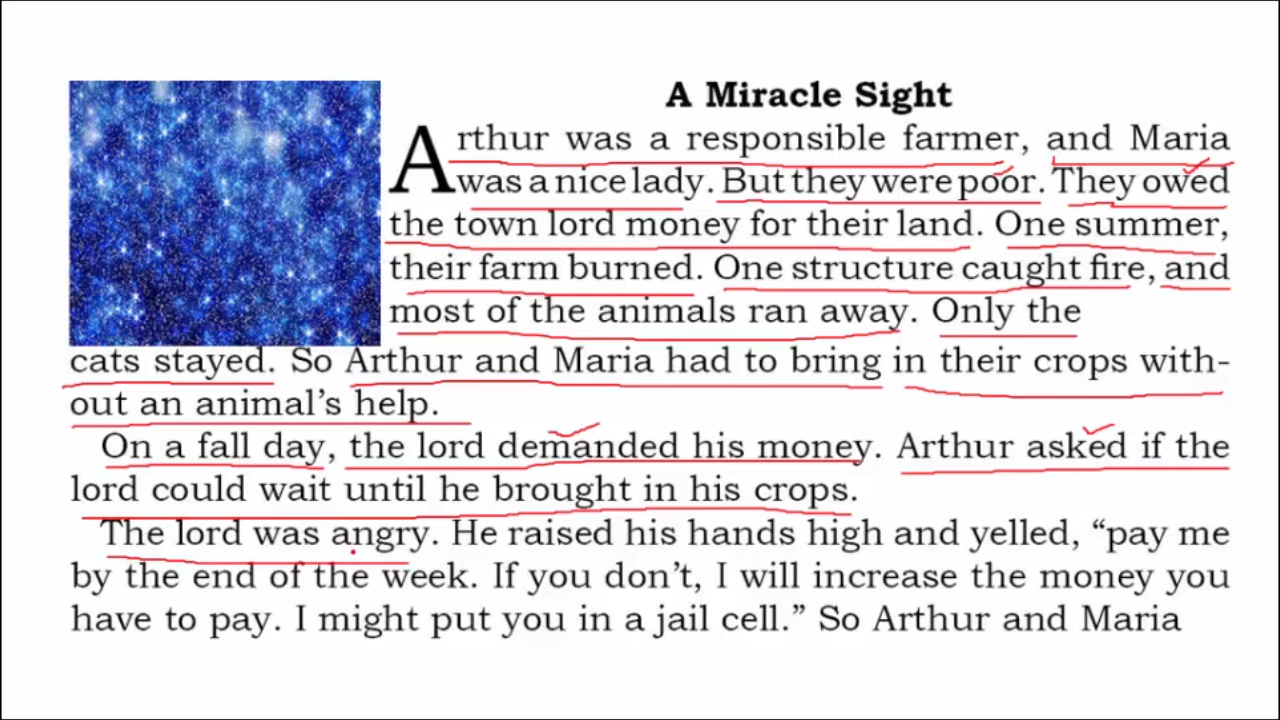 A Miracle Sight
Arthur was a responsible farmer, and Maria
was a nice lady. But they were poor. They owed
the town lord money for their land. One summer,
their farm burned. One structure caught fire, and
most of the animals ran away. Only the
cats stayed. So Arthur and Maria had to bring in their crops with-
out an animal’s help.
On a fall day, the lord demanded his money. Arthur asked if the
lord could wait until he brought in his crops.
The lord was angry. He raised his hands high and yelled, “pay me
by the end of the week. If you don’t, I will increase the money you
have to pay. I might put you in a jail cell.” So Arthur and Maria